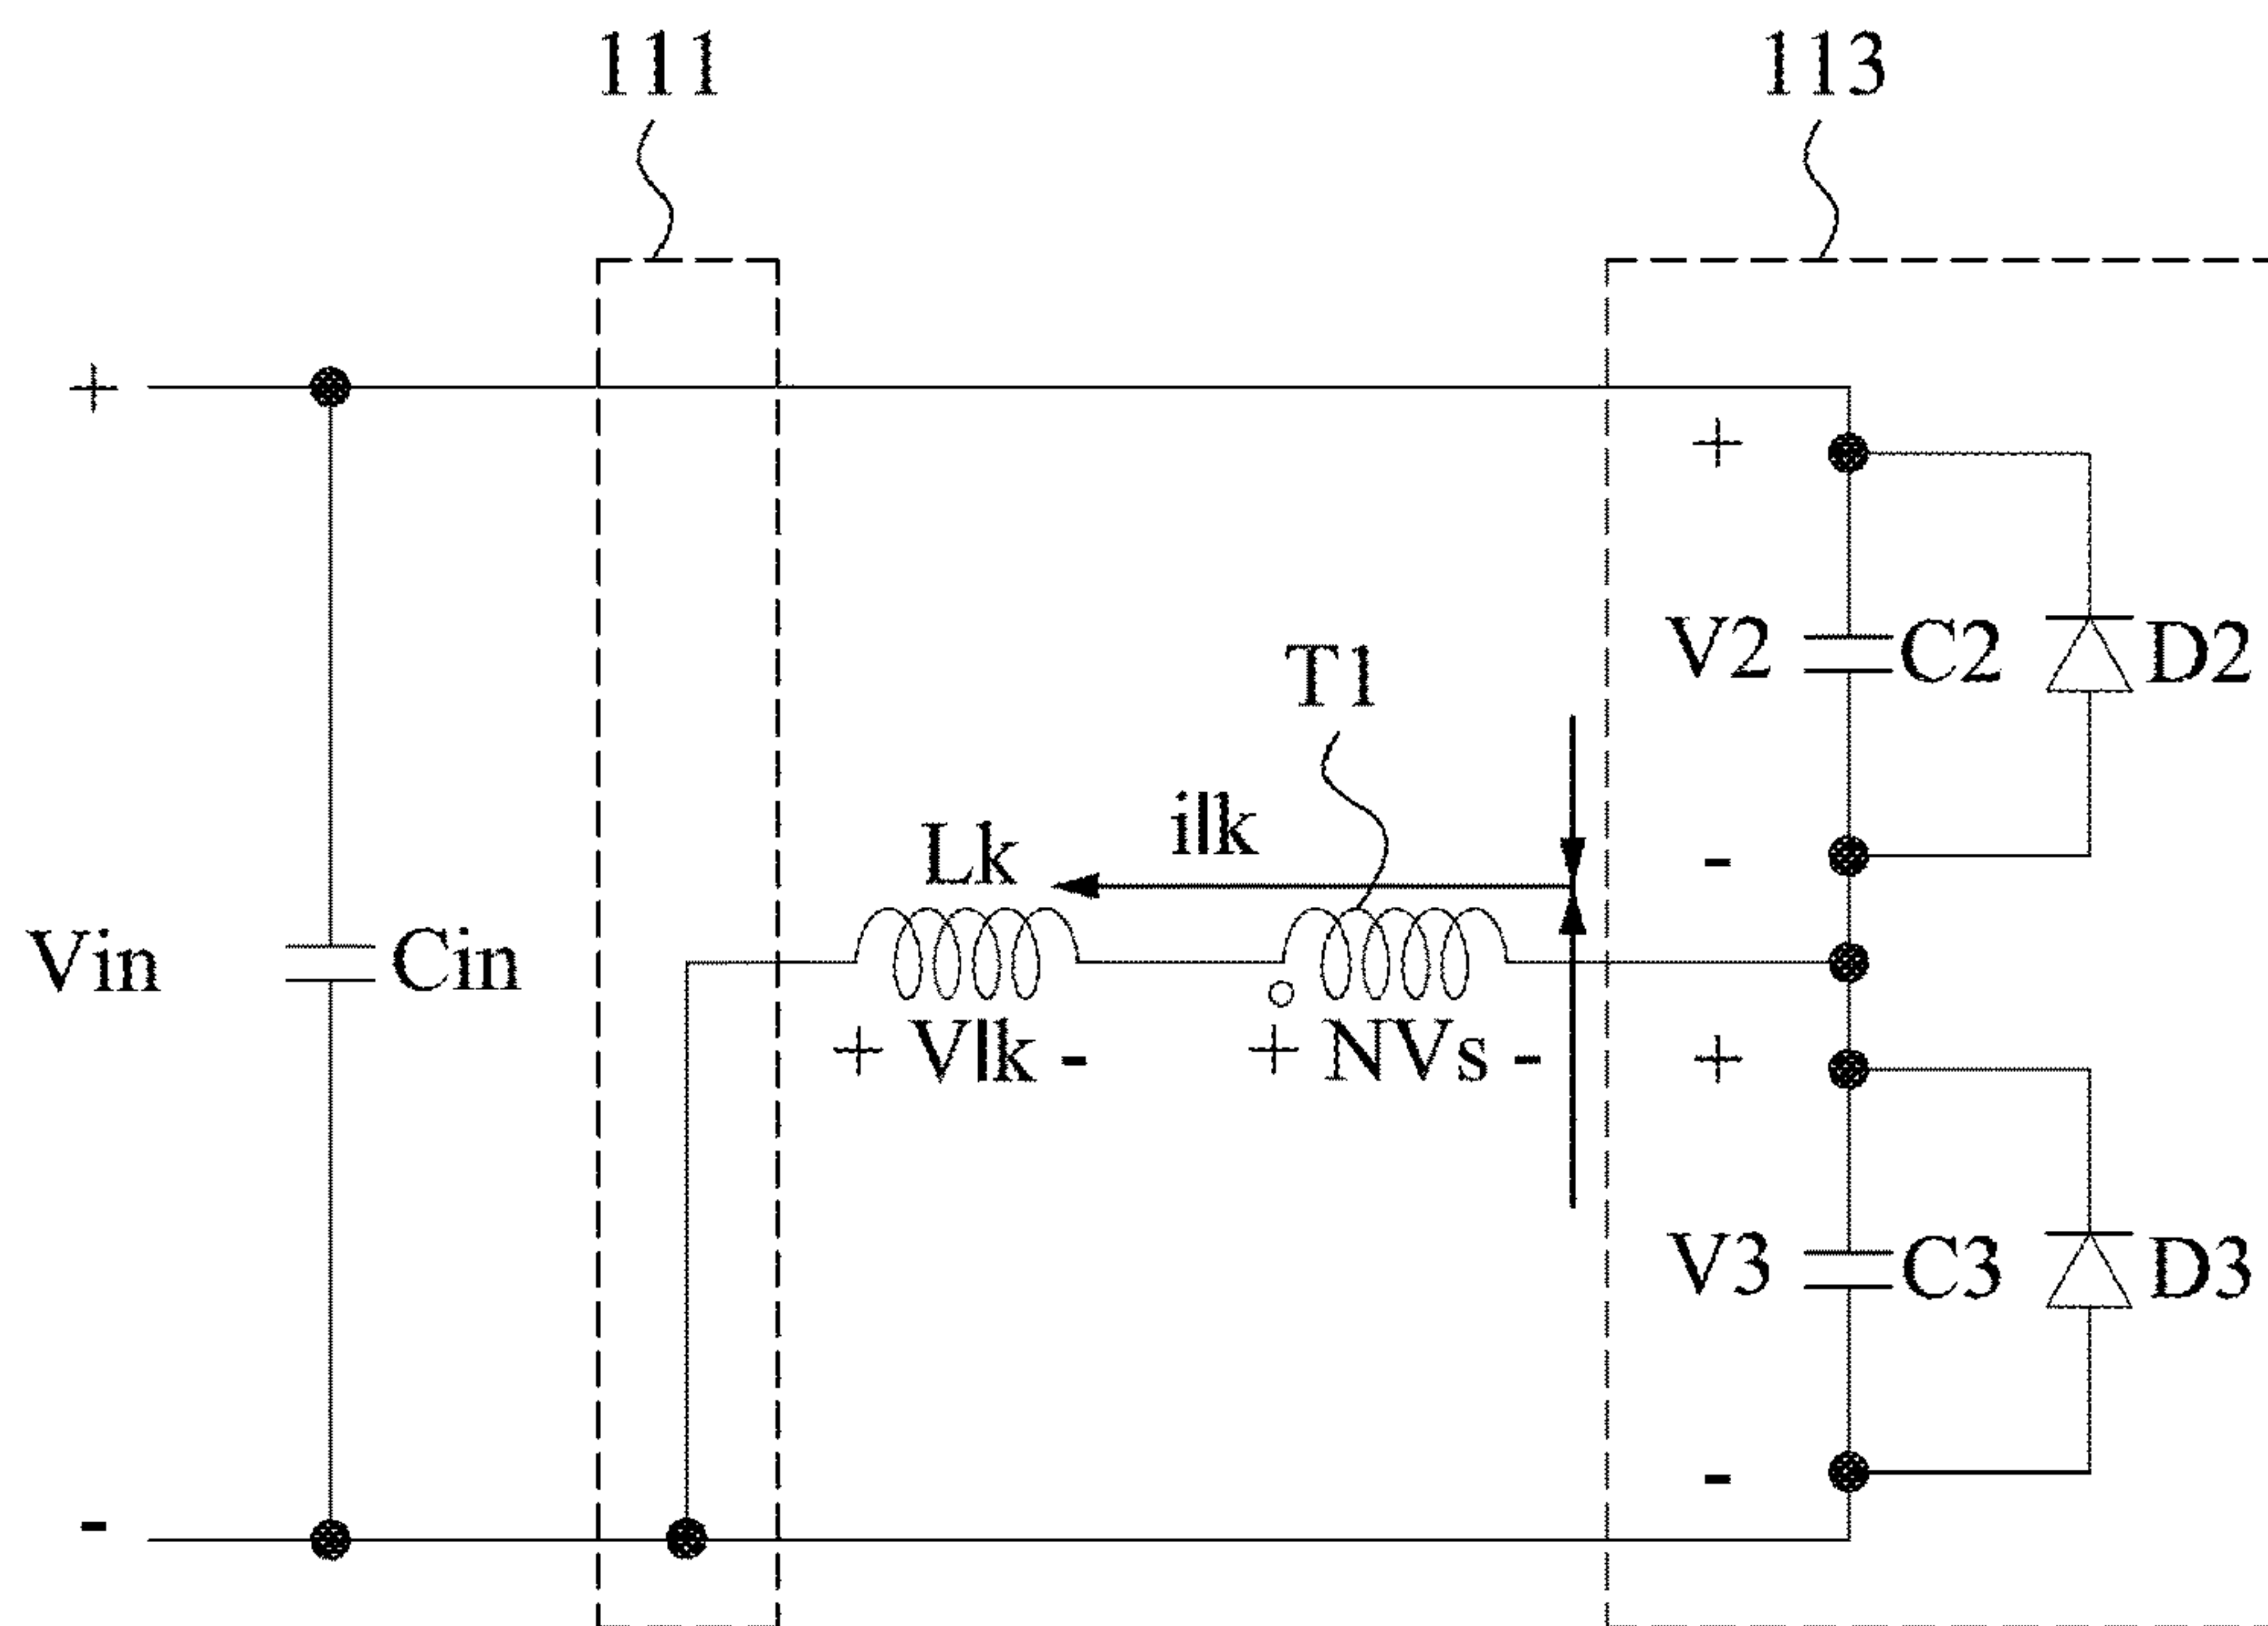 111
113
+
+
V2
C2
D2
T1
ilk
-
Lk
Vin
Cin
+ Vlk -
+ NVs -
+
V3
C3
D3
-
-